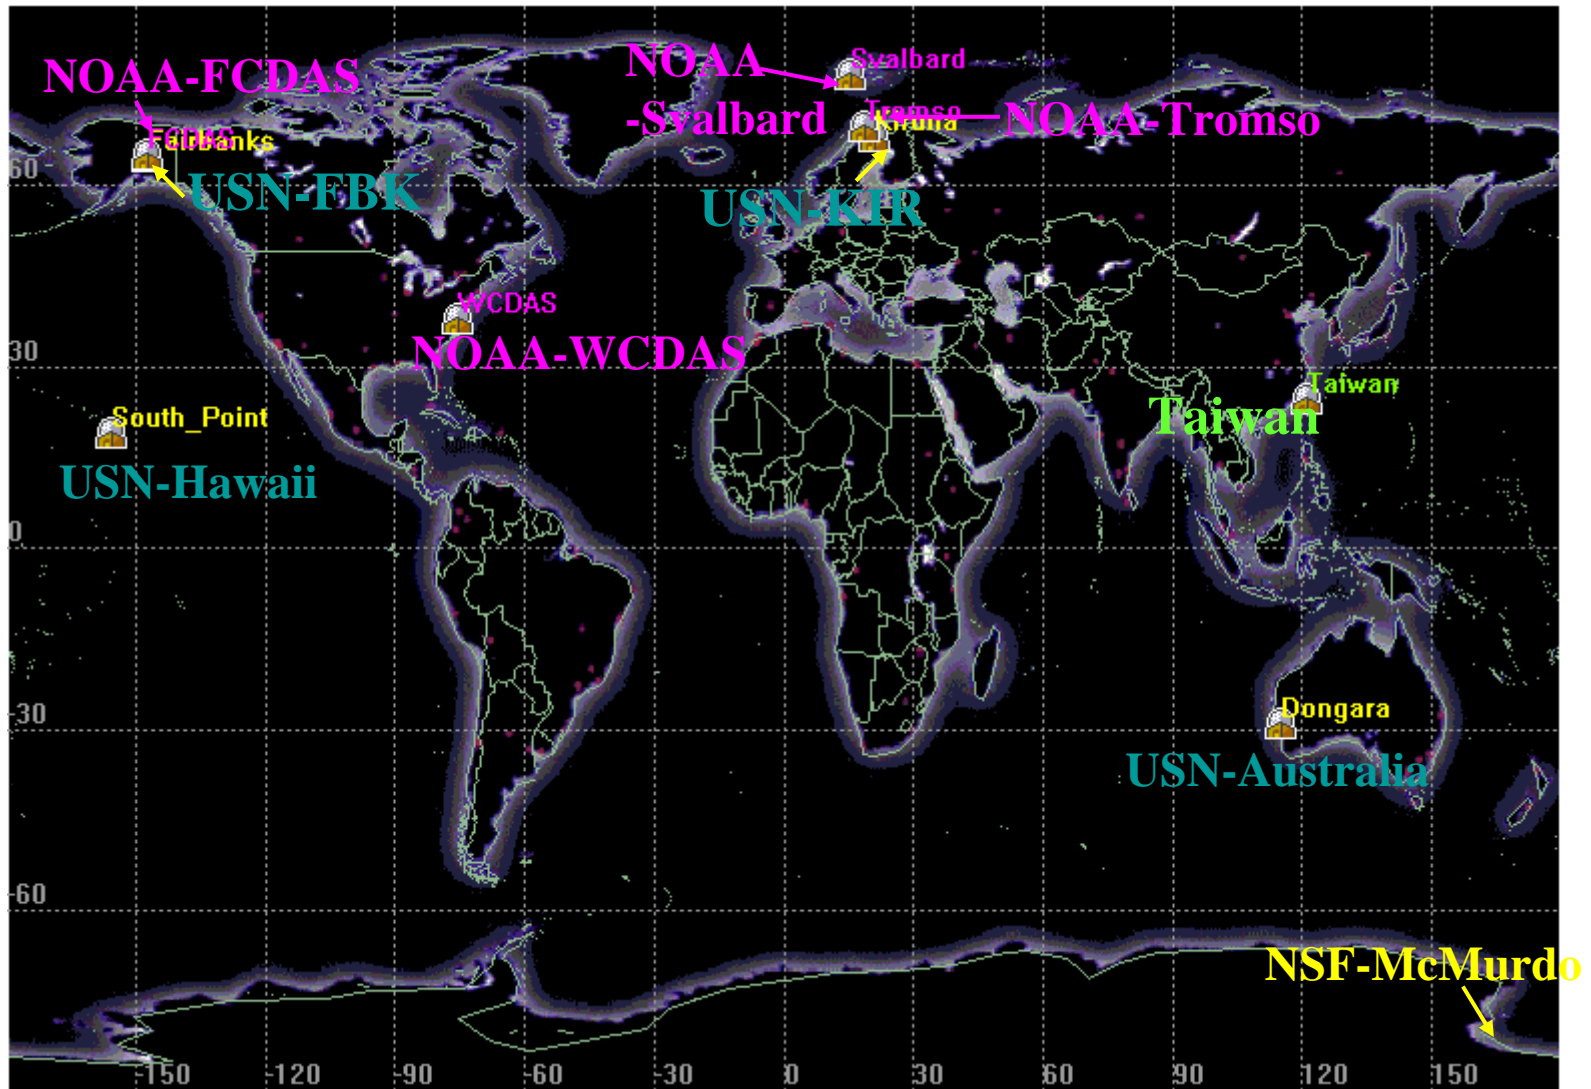 NOAA-FCDAS
NOAA
-Svalbard
Svalbard
Tromso
Kiruna
NOAA-Tromso
FCDAS
Fairbanks
60
USN-FBK
USN-KIR
WCDAS
NOAA-WCDAS
30
Taiwan
Taiwan
South_Point
USN-Hawaii
0
-30
Dongara
USN-Australia
-60
NSF-McMurdo
-150
-120
-90
-60
-30
0
30
60
90
120
150